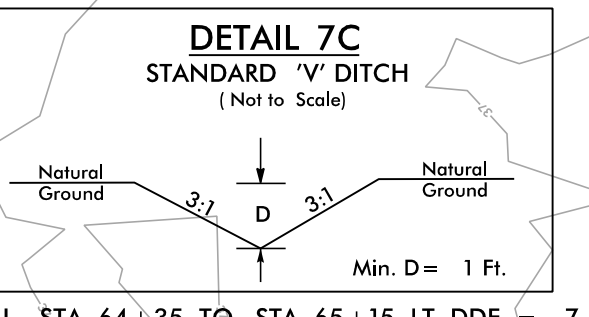 DETAIL 7C
STANDARD 'V' DITCH
( Not to Scale)
37
Natural
Ground
3:1
D
3:1
Natural
Ground
Min. D = 1 Ft.
STA. 64+35 TO STA. 65+15 LT DDE = 7